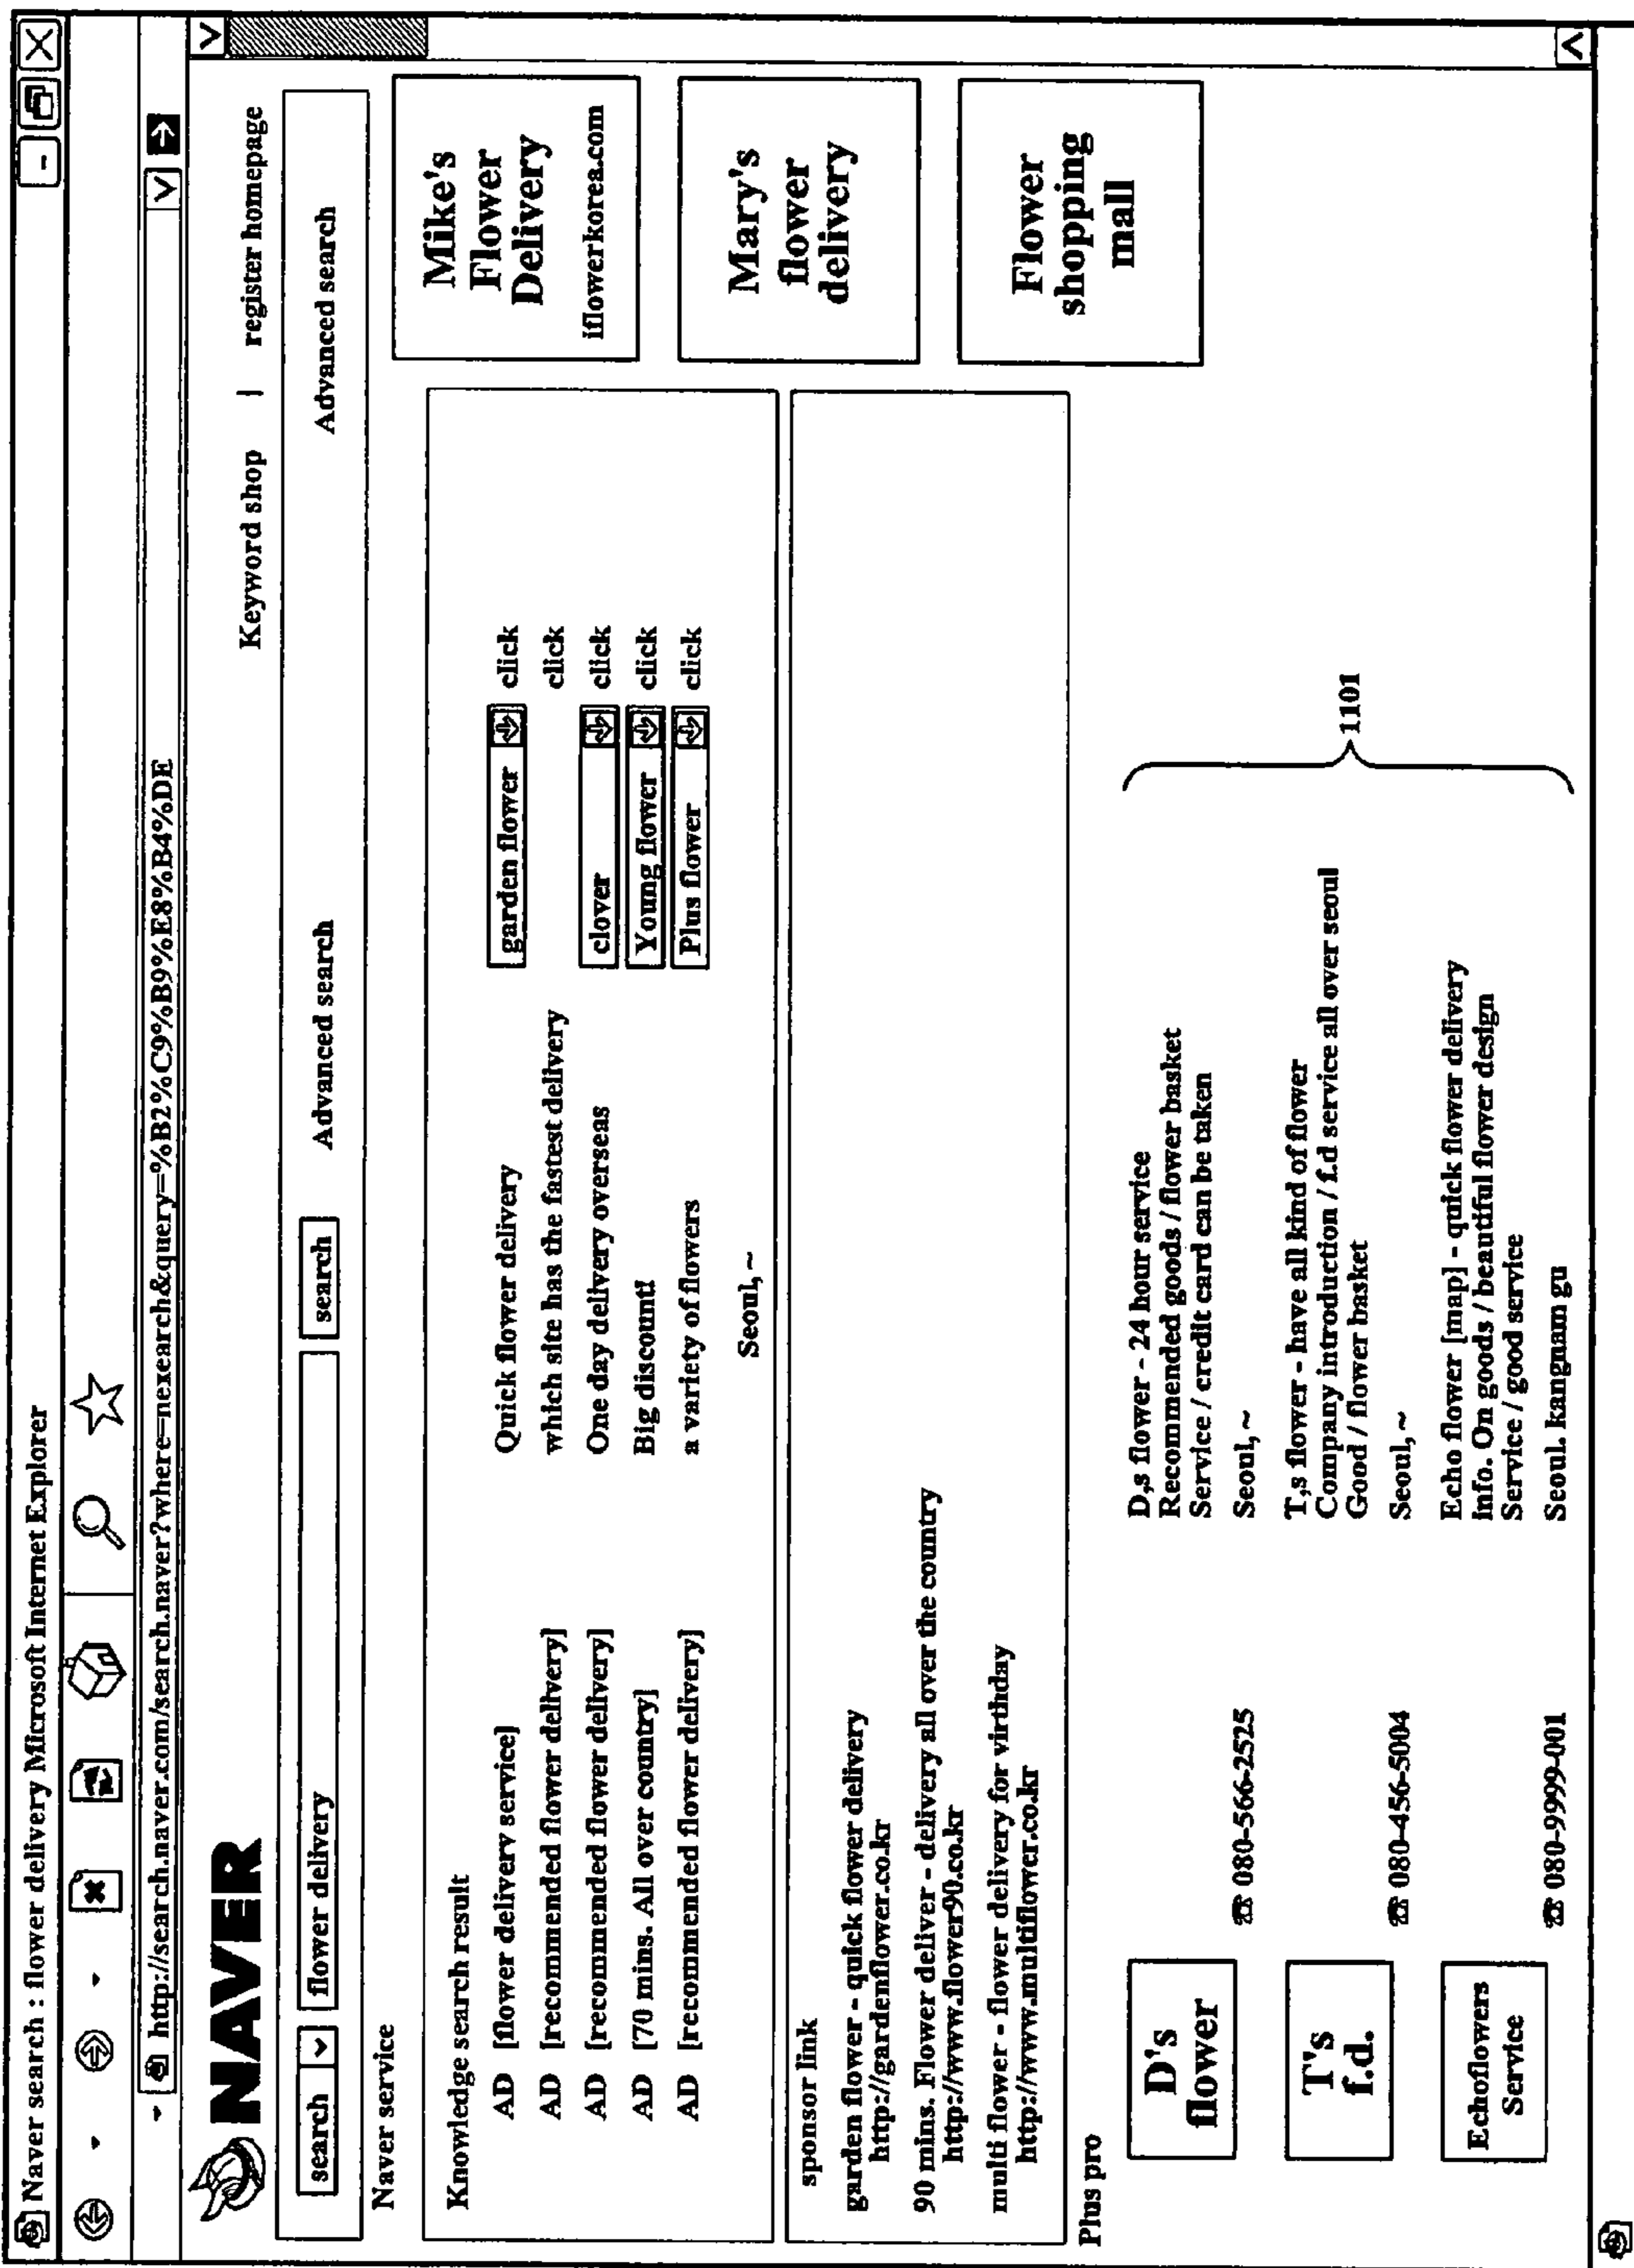 Naver search : flower delivery Microsoft Internet Explorer
http://search.naver.com/search.naver?where=nexearch&query=%B2%C9%B9%E8%B4%DE
NAVER
Keyword shop | register homepage
search flower delivery search Advanced search Advanced search
Naver service
Knowledge search result
AD [flower delivery service] Quick flower delivery garden flower click
AD [recommended flower delivery] which site has the fastest delivery click
AD [recomended flower delivery] One day delivery overseas clover click
AD [70 mins. All over country] Big discount! Young flower click
AD [recommended flower delivery] a variety of flowers Plus flower click
Seoul, ~
Mike's
Flower
Delivery
iflowerkorea.com
Mary's
flower
delivery
Flower
shopping
mall
sponsor link
garden flower - quick flower delivery
http://gardenflower.co.kr
90 mins. Flower deliver - delivery all over the country
http://www.flower90.co.kr
multi flower - flower delivery for virthday
http://www.multiflower.co.kr
Plus pro
D's
flower
☎ 080-566-2525
D,s flower - 24 hour service
Recommended goods / flower basket
Service / credit card can be taken
Seoul, ~
T's
f.d.
☎ 080-456-5004
T,s flower - have all kind of flower
Company introduction / f.d service all over seoul
Good / flower basket
Seoul, ~
Echoflowers
Service
☎ 080-9999-001
Echo flower [map] - quick flower delivery
Info. On goods / beautiful flower design
Service / good service
Seoul. kangnam gu
1101